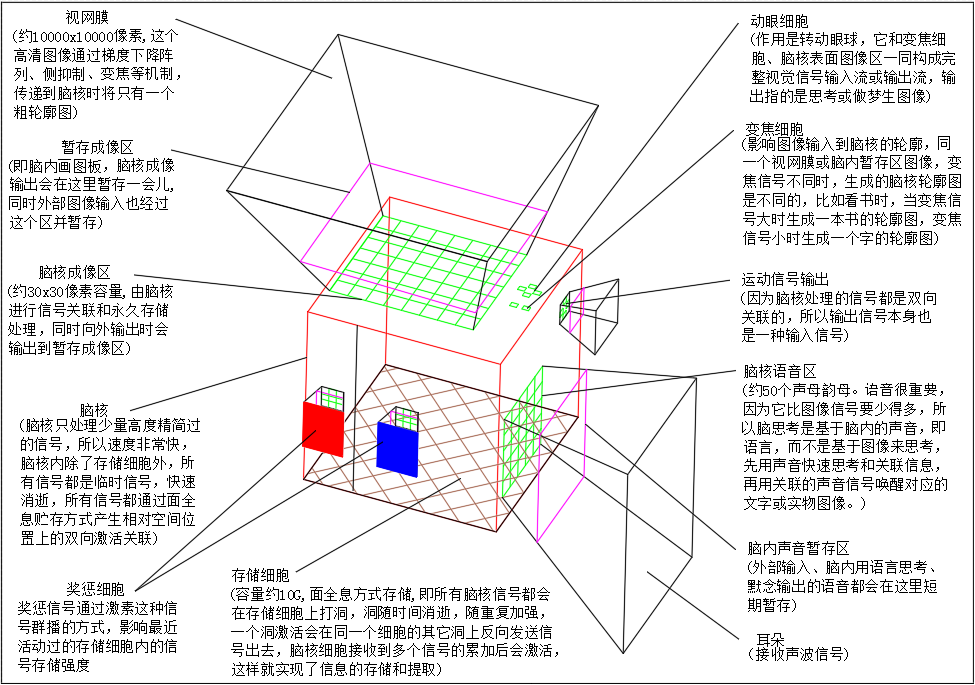 视网膜
(约10000x10000像素,这个
高清图像通过梯度下降阵
列、侧抑制、变焦等机制，
传递到脑核时将只有一个
粗轮廓图)
暂存成像区
(即脑内画图板，脑核成像
输出会在这里暂存一会儿，
同时外部图像输入也经过
这个区并暂存)
脑核成像区
(约30x30像素容量,由脑核
进行信号关联和永久存储
处理，同时向外输出时会
输出到暂存成像区)
脑核
(脑核只处理少量高度精简过
的信号，所以速度非常快，
脑核内除了存储细胞外，所
有信号都是临时信号，快速
消逝，所有信号都通过面全
息贮存方式产生相对空间位
置上的双向激活关联)
奖惩细胞
奖惩信号通过激素这种信
号群播的方式，影响最近
活动过的存储细胞内的信
号存储强度
存储细胞
(容量约10G,面全息方式存储,即所有脑核信号都会
在存储细胞上打洞，洞随时间消逝，随重复加强，
一个洞激活会在同一个细胞的其它洞上反向发送信
号出去，脑核细胞接收到多个信号的累加后会激活，
这样就实现了信息的存储和提取)
动眼细胞
(作用是转动眼球，它和变焦细
胞、脑核表面图像区一同构成完
整视觉信号输入流或输出流，输
出指的是思考或做梦生图像)
变焦细胞
(影响图像输入到脑核的轮廓，同
一个视网膜或脑内暂存区图像，变
焦信号不同时，生成的脑核轮廓图
是不同的，比如看书时，当变焦信
号大时生成一本书的轮廓图，变焦
信号小时生成一个字的轮廓图)
运动信号输出
(因为脑核处理的信号都是双向
关联的，所以输出信号本身也
是一种输入信号)
脑核语音区
(约50个声母韵母。语音很重要，
因为它比图像信号要少得多，所
以脑思考是基于脑内的声音，即
语言，而不是基于图像来思考，
先用声音快速思考和关联信息，
再用关联的声音信号唤醒对应的
文字或实物图像。)
脑内声音暂存区
(外部输入、脑内用语言思考、
默念输出的语音都会在这里短
期暂存)
耳朵
(接收声波信号)